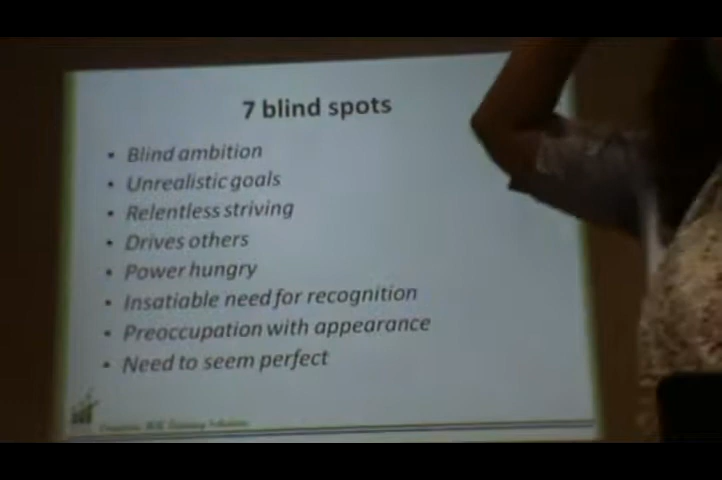 7 blind spots
• Blind ambition
• Unrealistic goals
• Relentless striving
• Drives others
• Power hungry
• Insatiable need for recognition
• Preoccupation with appearance
• Need to seem perfect